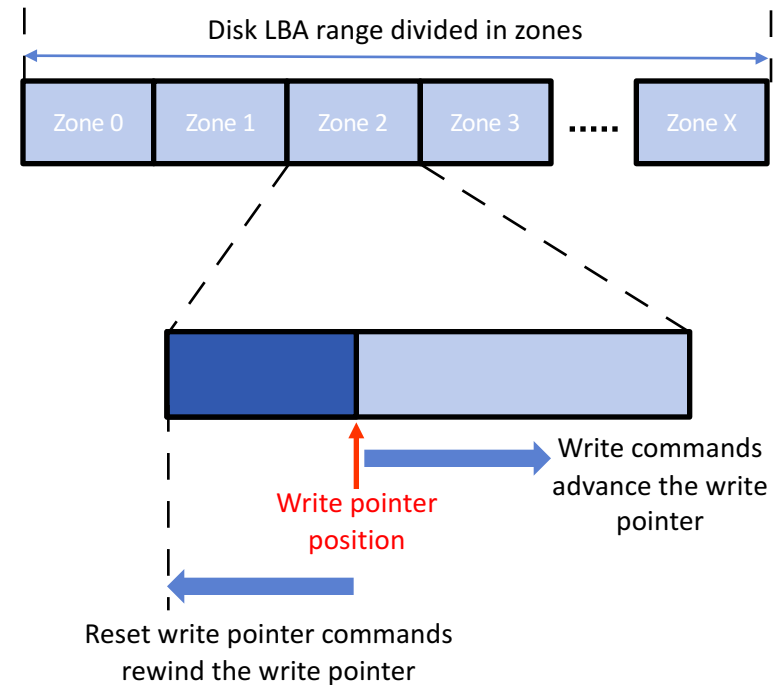 Disk LBA range divided in zones
Zone 0 Zone 1 Zone 2 Zone 3 ..... Zone X
Write commands
advance the write
pointer
Write pointer
position
Reset write pointer commands
rewind the write pointer